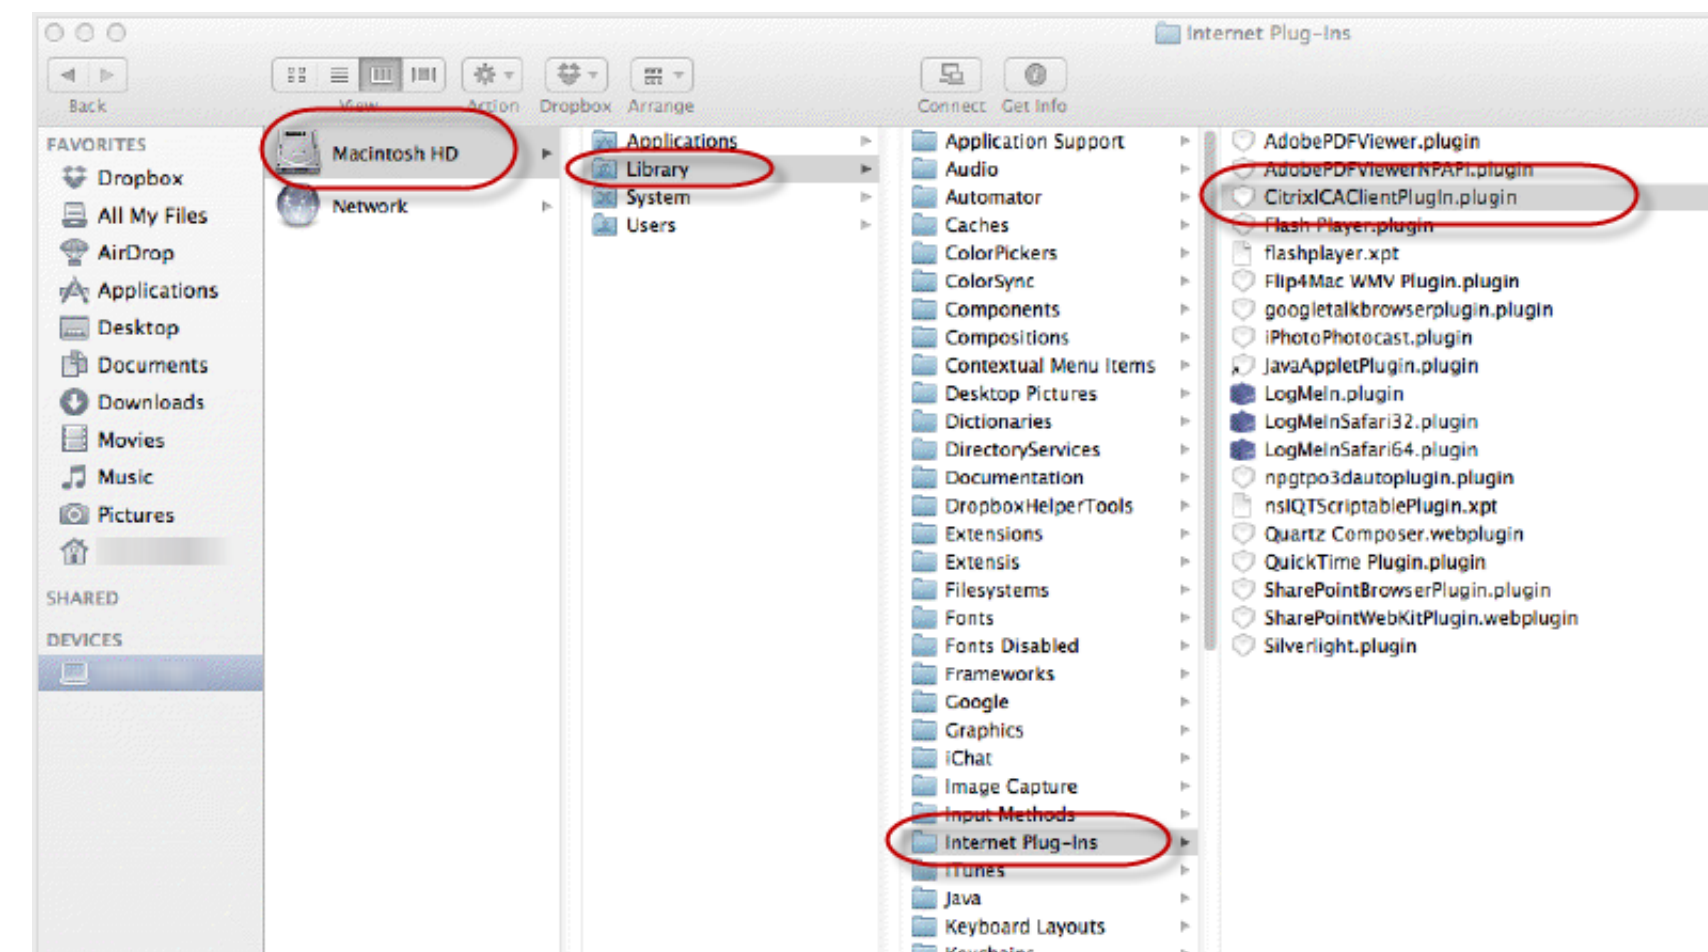 Internet Plug-Ins
Back
View
Action
Dropbox
Arrange
Connect
Get Info
FAVORITES
Dropbox
All My Files
AirDrop
Applications
Desktop
Documents
Downloads
Movies
Music
Pictures
SHARED
DEVICES
Macintosh HD
Network
Applications
Library
System
Users
Application Support
Audio
Automator
Caches
ColorPickers
ColorSync
Components
Compositions
Contextual Menu Items
Desktop Pictures
Dictionaries
DirectoryServices
Documentation
DropboxHelperTools
Extensions
Extensis
Filesystems
Fonts
Fonts Disabled
Frameworks
Google
Graphics
iChat
Image Capture
Input Methods
Internet Plug-Ins
iTunes
Java
Keyboard Layouts
Keychains
AdobePDFViewer.plugin
AdobePDFViewerNPAPI.plugin
CitrixICAClientPlugIn.plugin
Flash Player.plugin
flashplayer.xpt
Flip4Mac WMV Plugin.plugin
googletalkbrowserplugin.plugin
iPhotoPhotocast.plugin
JavaAppletPlugin.plugin
LogMeIn.plugin
LogMeInSafari32.plugin
LogMeInSafari64.plugin
npgtpo3dautoplugin.plugin
nsIQTScriptablePlugin.xpt
Quartz Composer.webplugin
QuickTime Plugin.plugin
SharePointBrowserPlugin.plugin
SharePointWebKitPlugin.webplugin
Silverlight.plugin